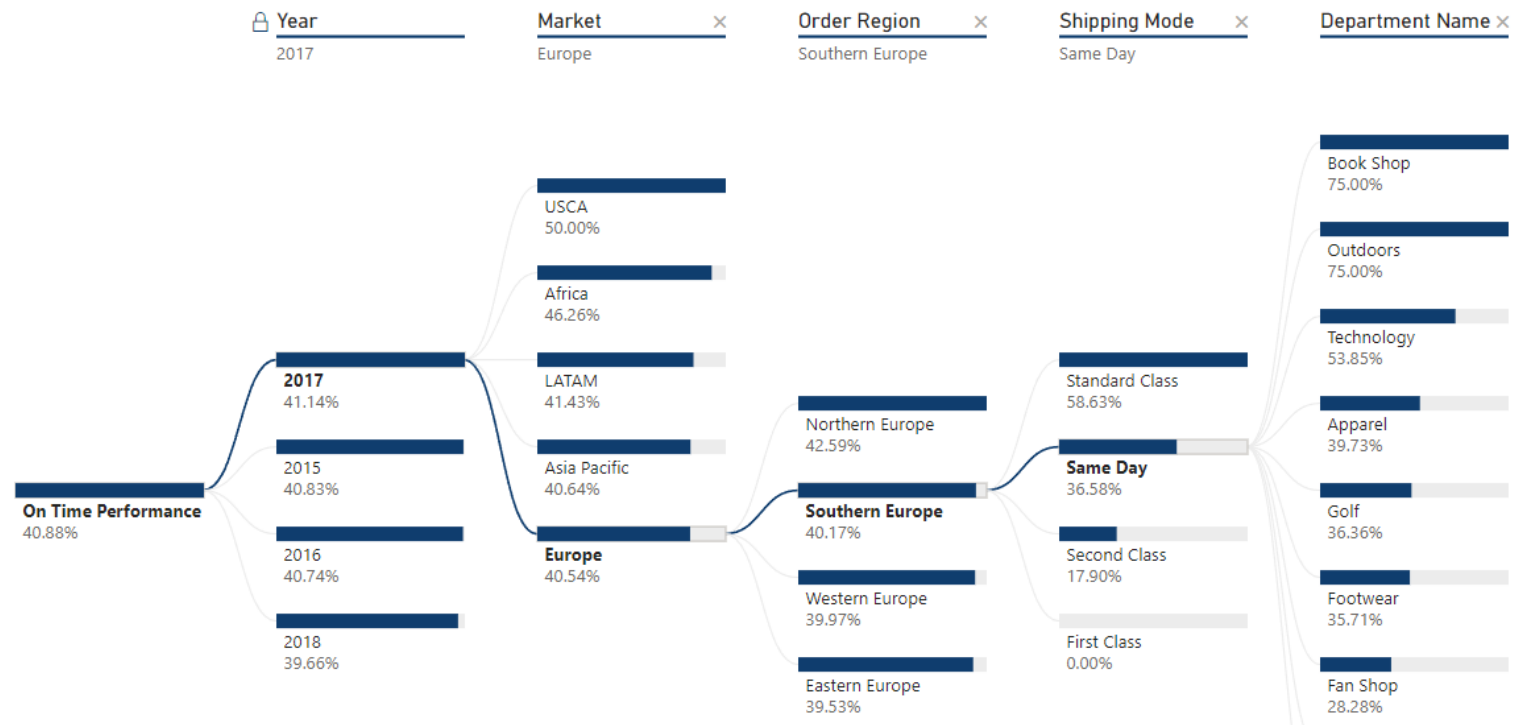 Year
2017
Market
Europe
Order Region
Southern Europe
Shipping Mode
Same Day
Department Name
On Time Performance
40.88%
2017
41.14%
2015
40.83%
2016
40.74%
2018
39.66%
USCA
50.00%
Africa
46.26%
LATAM
41.43%
Asia Pacific
40.64%
Europe
40.54%
Northern Europe
42.59%
Southern Europe
40.17%
Western Europe
39.97%
Eastern Europe
39.53%
Standard Class
58.63%
Same Day
36.58%
Second Class
17.90%
First Class
0.00%
Book Shop
75.00%
Outdoors
75.00%
Technology
53.85%
Apparel
39.73%
Golf
36.36%
Footwear
35.71%
Fan Shop
28.28%